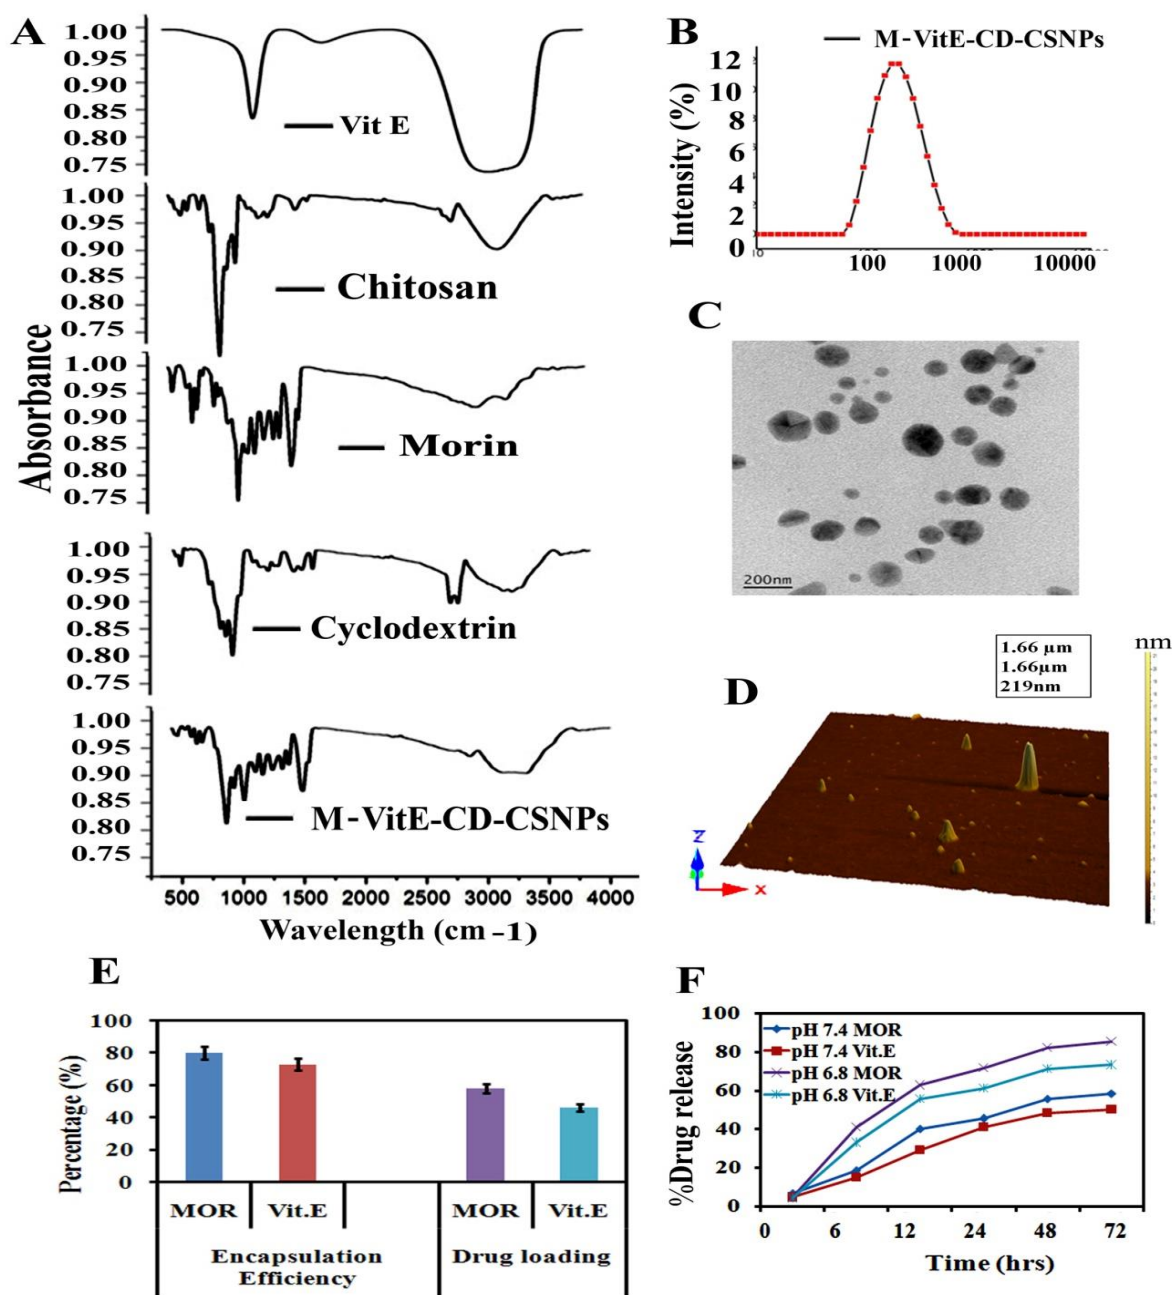 A
1.00
0.95
0.90
0.85
0.80
0.75
Vit E
1.00
0.95
0.90
0.85
0.80
0.75
Chitosan
1.00
0.95
0.90
0.85
0.80
0.75
Morin
1.00
0.95
0.90
0.85
0.80
0.75
Cyclodextrin
1.00
0.95
0.90
0.85
0.80
0.75
M-VitE-CD-CSNPs
Absorbance
500 1000 1500 2000 2500 3000 3500 4000
Wavelength (cm -1)
B
M-VitE-CD-CSNPs
12
10
8
6
4
2
0
Intensity (%)
100 1000 10000
C
200nm
D
1.66 µm
1.66µm
219nm
nm
Z
X
E
100
80
60
40
20
0
Percentage (%)
MOR Vit.E MOR Vit.E
Encapsulation
Efficiency
Drug loading
F
100
80
60
40
20
0
%Drug release
pH 7.4 MOR
pH 7.4 Vit.E
pH 6.8 MOR
pH 6.8 Vit.E
0 6 12 24 48 72
Time (hrs)